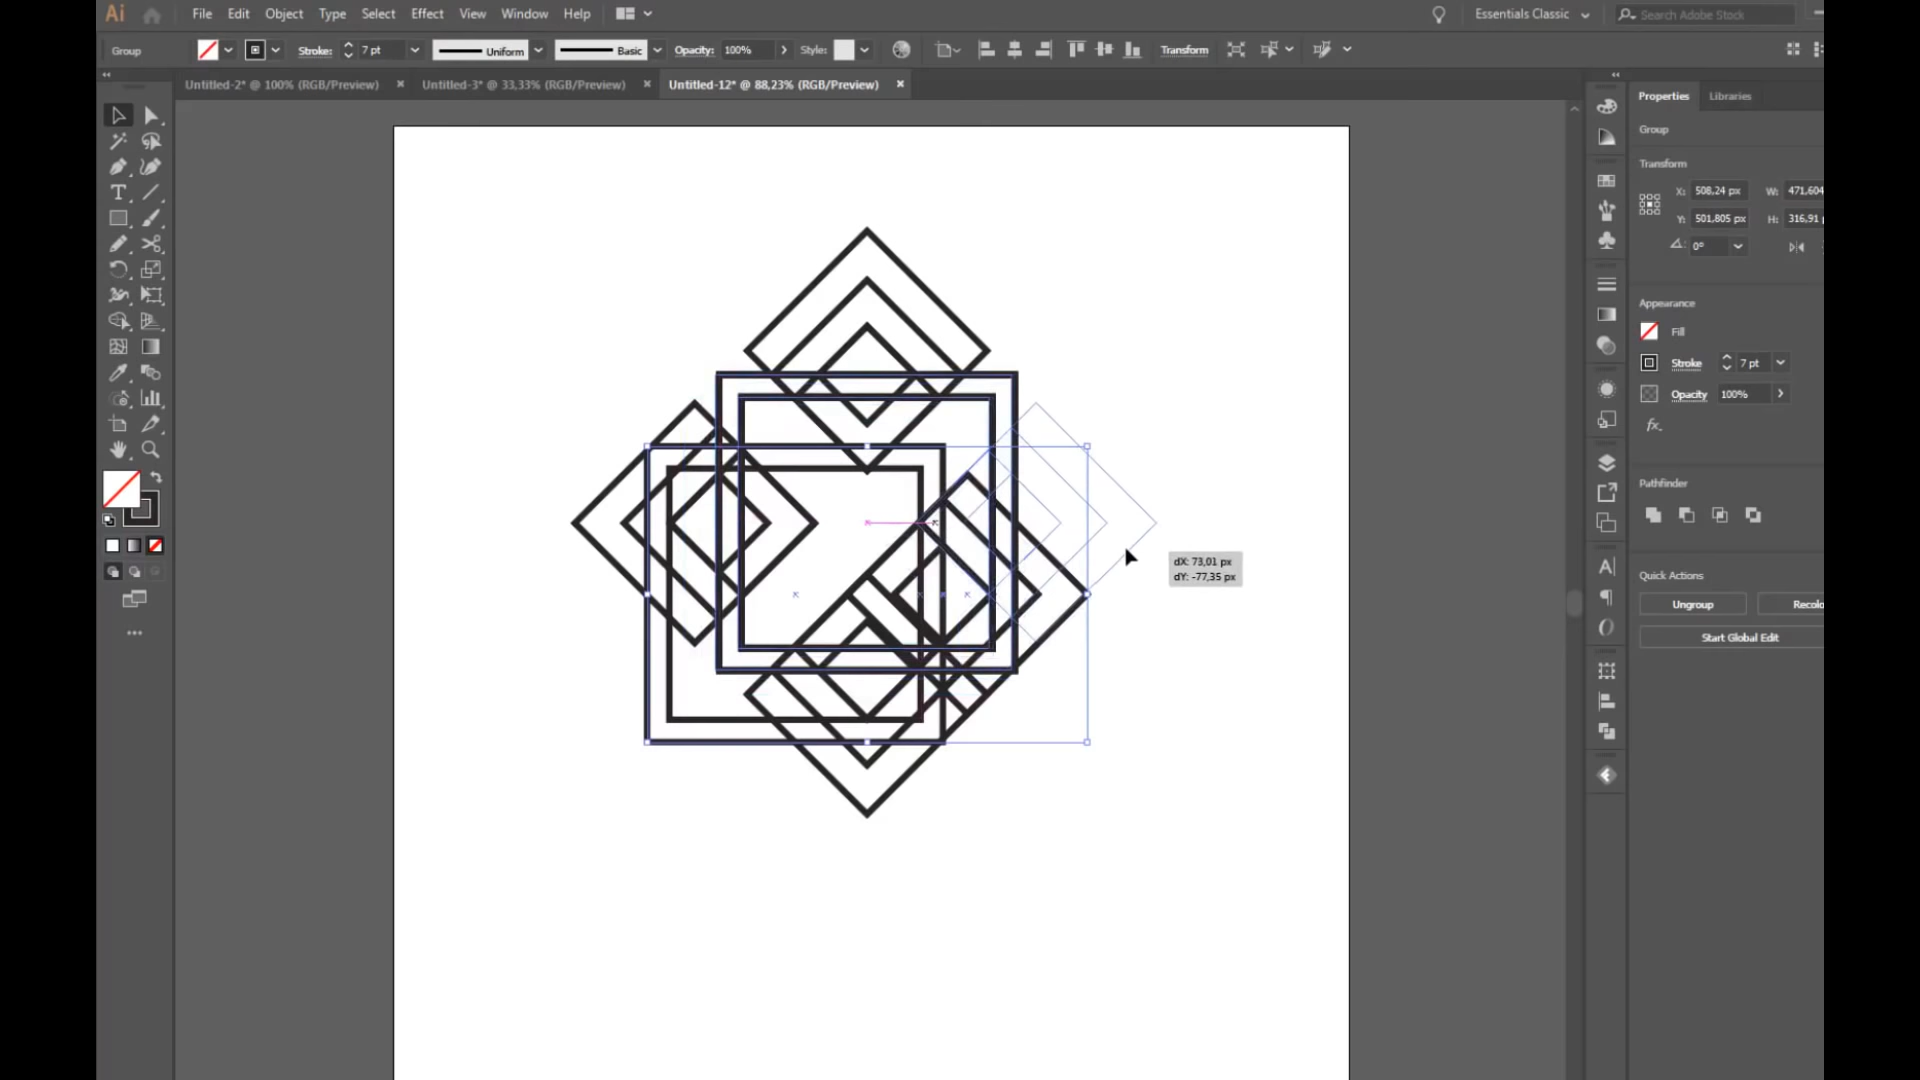 Ai
File Edit Object Type Select Effect View Window Help
Essentials Classic
Search Adobe Stock
Group
Stroke: 7 pt
Uniform
Basic
Opacity: 100%
Style:
Transform
Untitled-2* @ 100% (RGB/Preview)
Untitled-3* @ 33,33% (RGB/Preview)
Untitled-12* @ 88,23% (RGB/Preview)
Properties
Libraries
Group
Transform
X: 508,24 px
W: 471,604
Y: 501,805 px
H: 316,91
0°
Appearance
Fill
Stroke 7 pt
Opacity 100%
fx.
Pathfinder
Quick Actions
Ungroup
Recolo
Start Global Edit
dX: 73,01 px
dY: -77,35 px